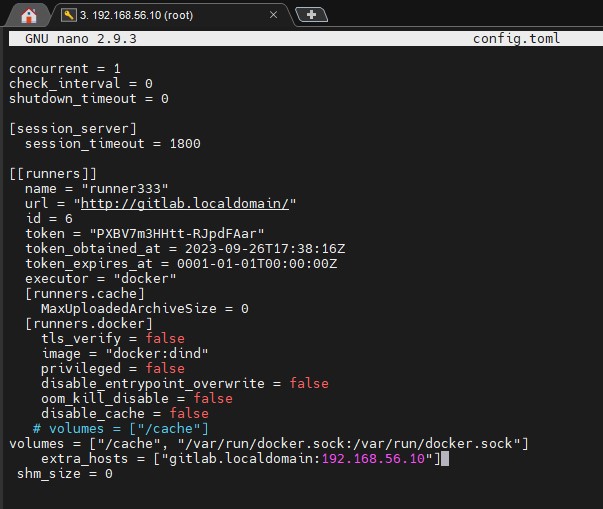 3. 192.168.56.10 (root)
GNU nano 2.9.3 config.toml
concurrent = 1
check_interval = 0
shutdown_timeout = 0
[session_server]
session_timeout = 1800
[[runners]]
name = "runner333"
url = "http://gitlab.localdomain/"
id = 6
token = "PXBV7m3HHtt-RJpdFAar"
token_obtained_at = 2023-09-26T17:38:16Z
token_expires_at = 0001-01-01T00:00:00Z
executor = "docker"
[runners.cache]
MaxUploadedArchiveSize = 0
[runners.docker]
tls_verify = false
image = "docker:dind"
privileged = false
disable_entrypoint_overwrite = false
oom_kill_disable = false
disable_cache = false
# volumes = ["/cache"]
volumes = ["/cache", "/var/run/docker.sock:/var/run/docker.sock"]
extra_hosts = ["gitlab.localdomain:192.168.56.10"]
shm_size = 0